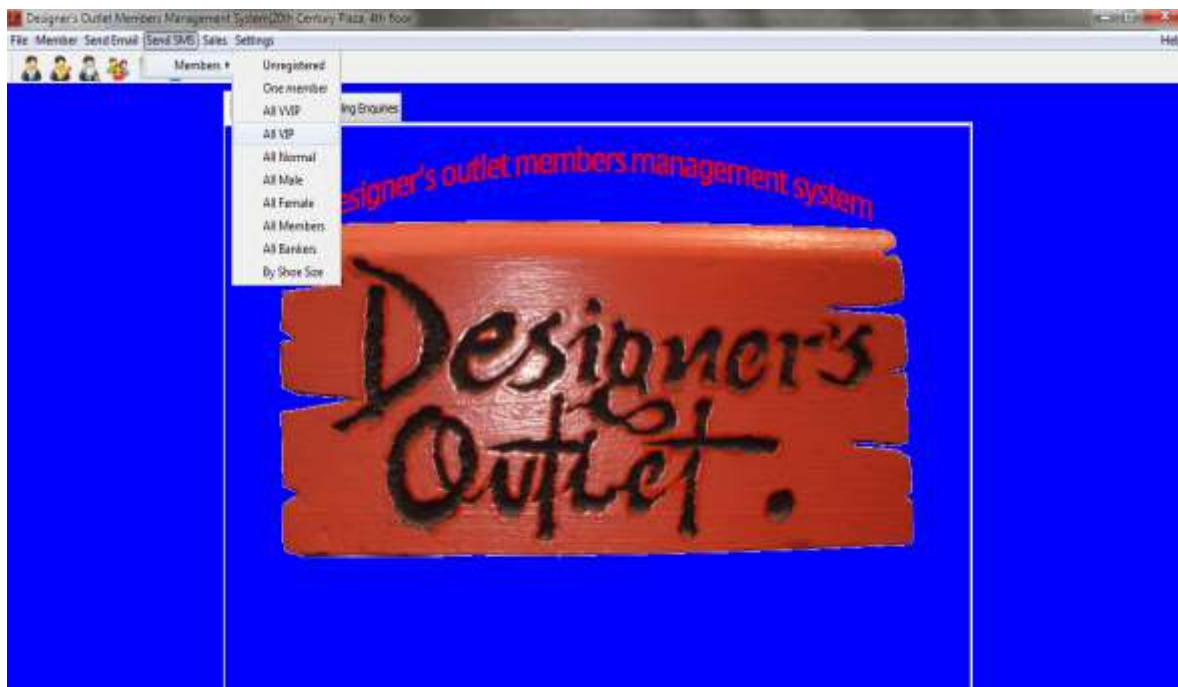 Designer's Outlet Members Management System(20th Century Plaza, 4th floor
File Member Send Email Send SMS Sales Settings
Hel
Members
Unregistered
One member
All VVIP
All VIP
All Normal
All Male
All Female
All Members
All Bankers
By Shoe Size
ing Enquiries
esigner's outlet members management system
Designer's
Outlet.